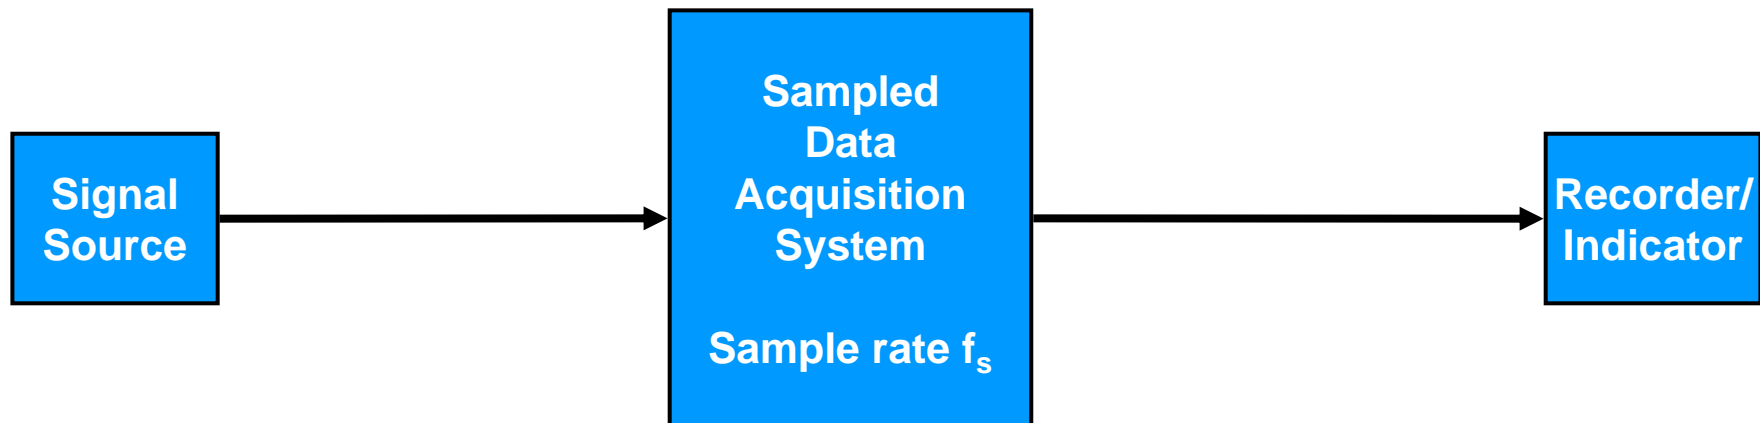 Signal
Source
Sampled
Data
Acquisition
System
Sample rate fs
Recorder/
Indicator